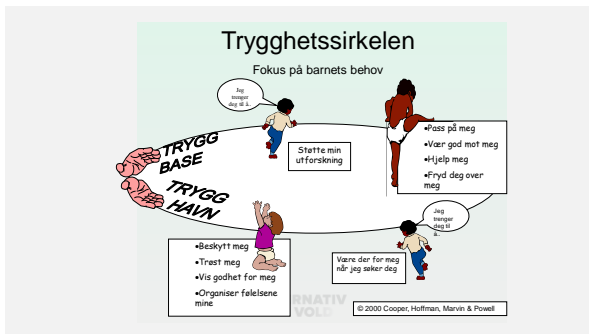 Trygghetssirkelen
Fokus på barnets behov
Jeg
trenger
deg til å..
TRYGG
BASE
Støtte min
utforskning
•Pass på meg
•Vær god mot meg
•Hjelp meg
•Fryd deg over
meg
TRYGG
HAVN
Jeg
trenger
deg til
å..
•Beskytt meg
•Trøst meg
•Vis godhet for meg
•Organiser følelsene
mine
Være der for meg
når jeg søker deg
RNATIV
VOLD
© 2000 Cooper, Hoffman, Marvin & Powell